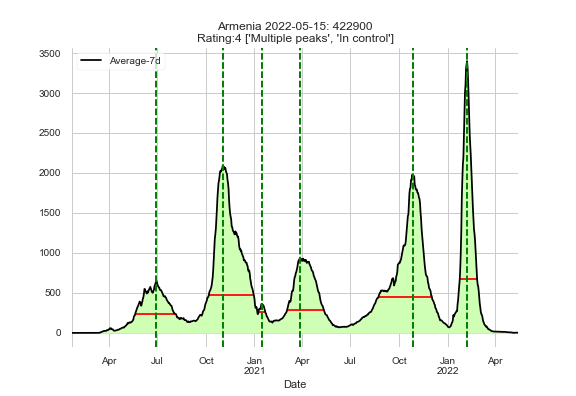 Armenia 2022-05-15: 422900
Rating:4 ['Multiple peaks', 'In control']
Average-7d
3500
3000
2500
2000
1500
1000
500
0
Apr Jul Oct Jan Apr Jul Oct Jan Apr
2021 2022
Date